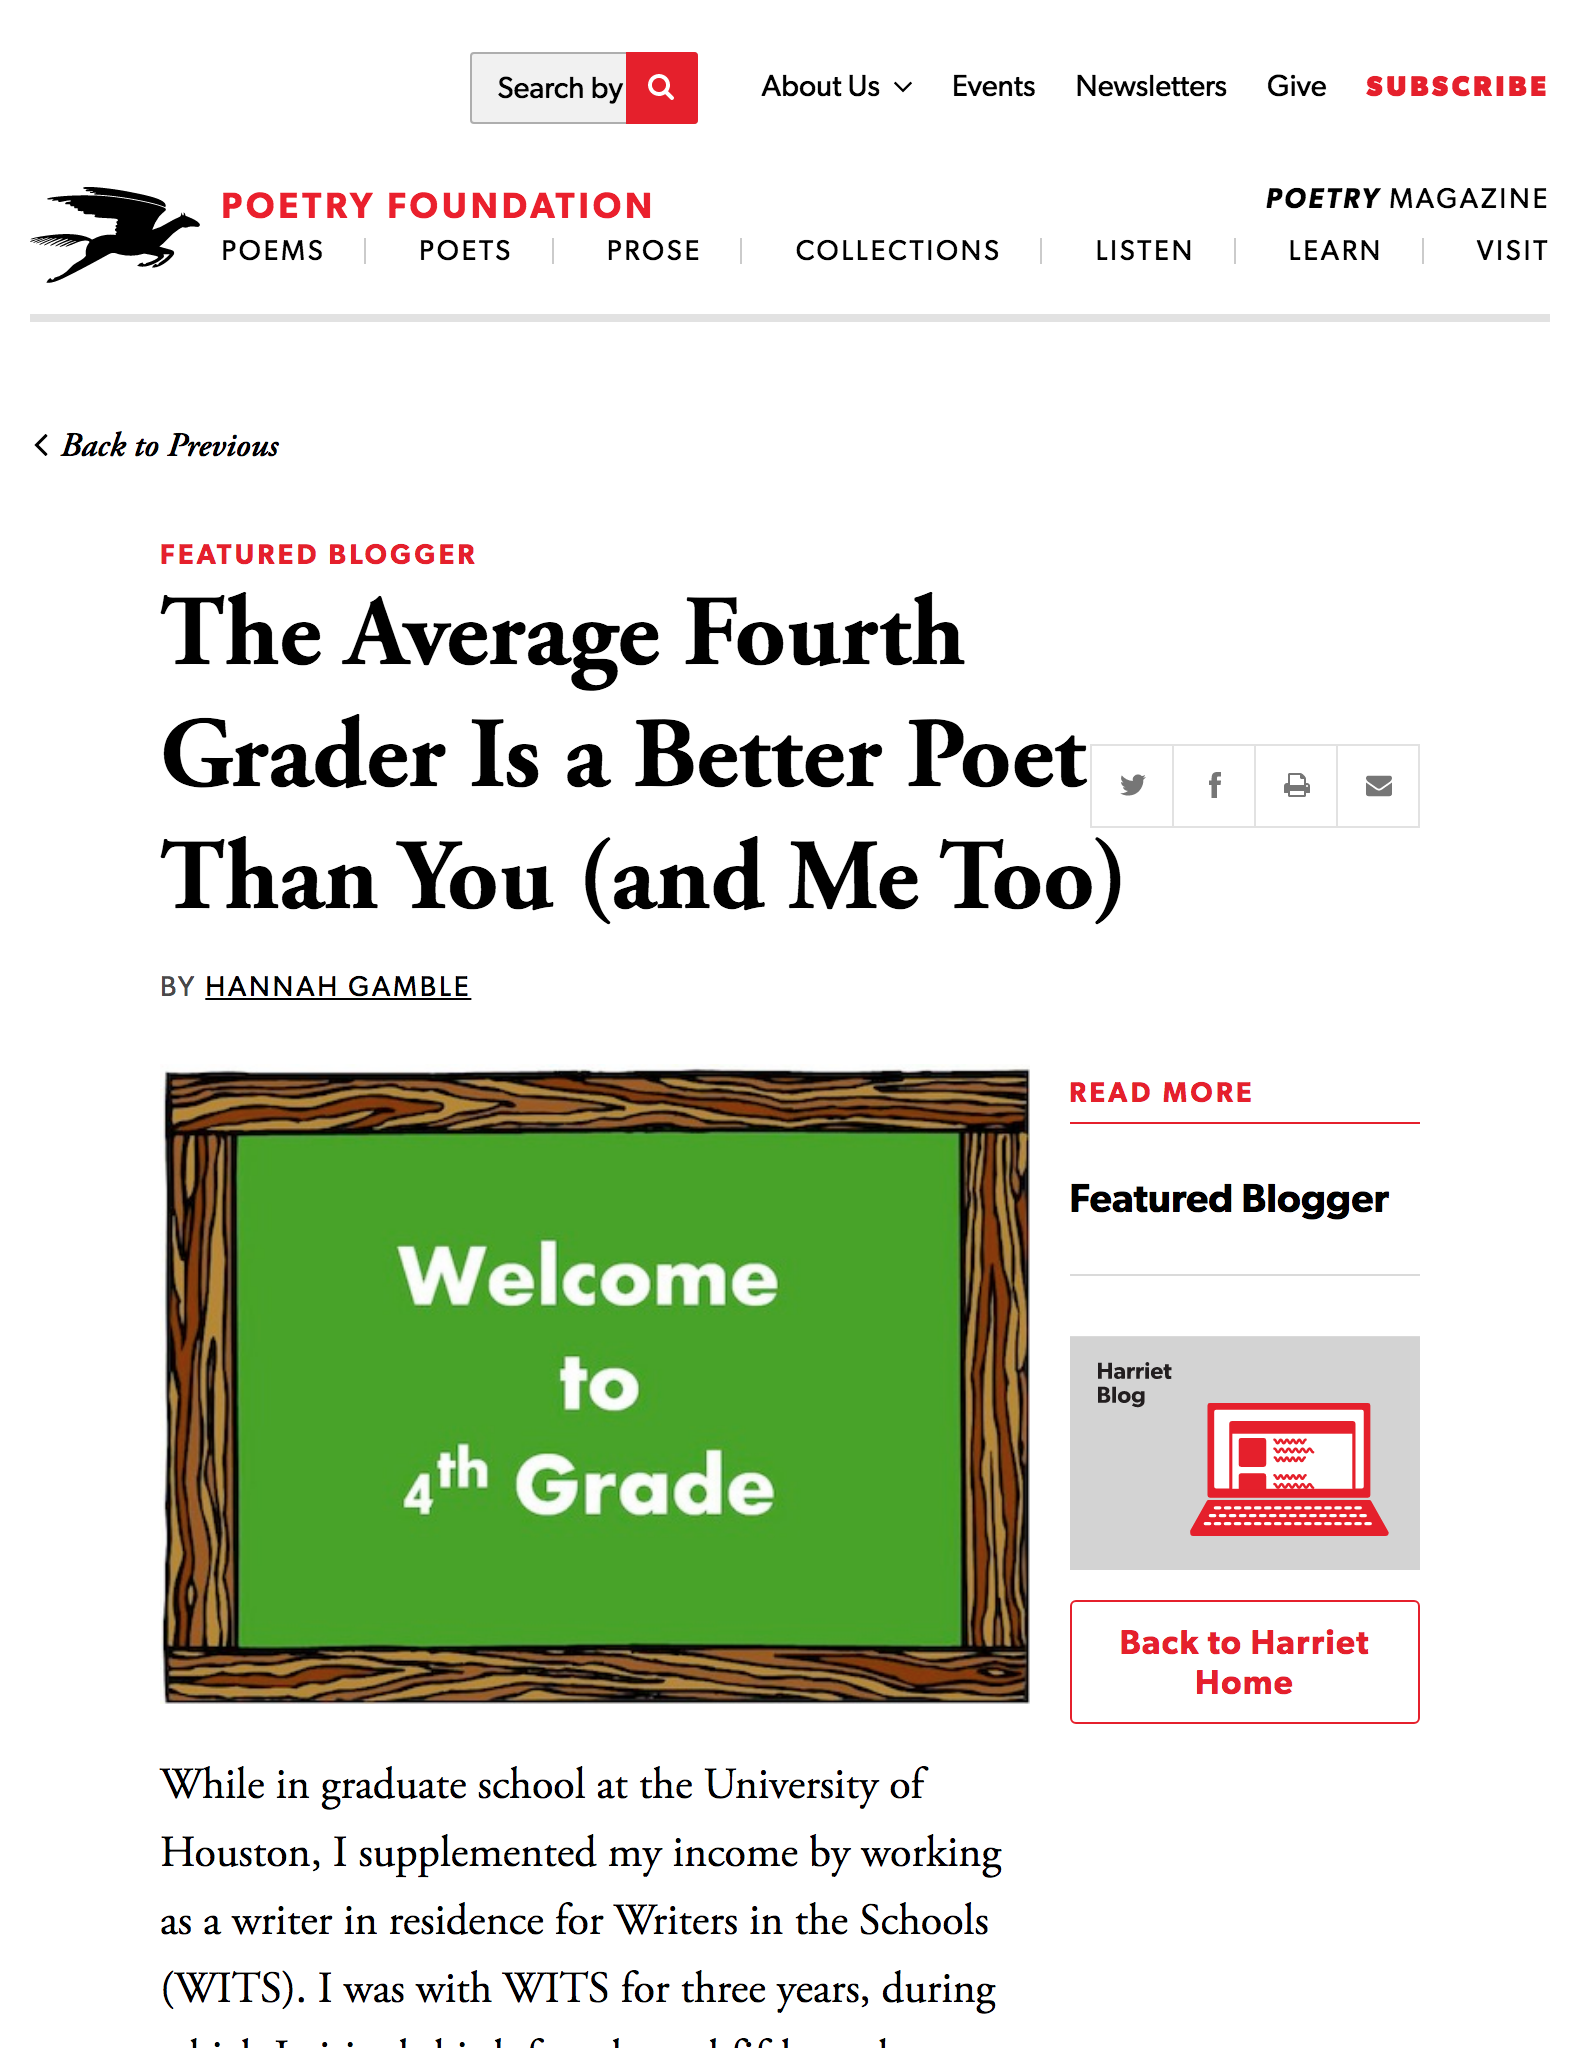 Search by
About Us
Events
Newsletters
Give
SUBSCRIBE
POETRY FOUNDATION
POETRY MAGAZINE
POEMS
POETS
PROSE
COLLECTIONS
LISTEN
LEARN
VISIT
Back to Previous
FEATURED BLOGGER
The Average Fourth
Grader Is a Better Poet
Than You (and Me Too)
BY HANNAH GAMBLE
Welcome
to
4th Grade
READ MORE
Featured Blogger
Harriet
Blog
Back to Harriet
Home
While in graduate school at the University of
Houston, I supplemented my income by working
as a writer in residence for Writers in the Schools
(WITS). I was with WITS for three years, during